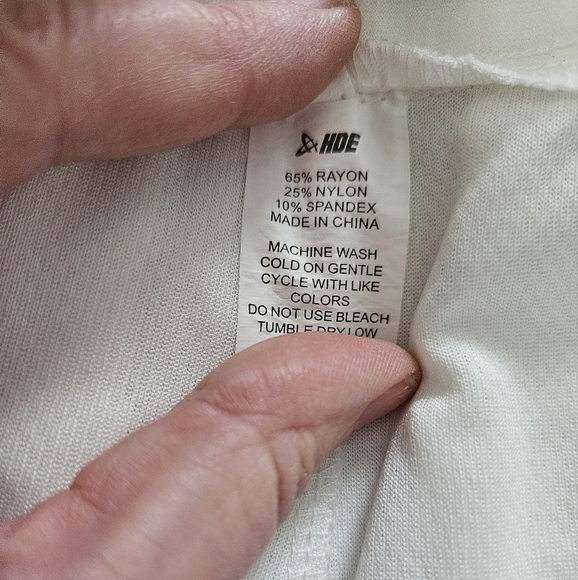 HDE
65% RAYON
25% NYLON
10% SPANDEX
MADE IN CHINA
MACHINE WASH
COLD ON GENTLE
CYCLE WITH LIKE
COLORS
DO NOT USE BLEACH
TUMBLE DRY LOW